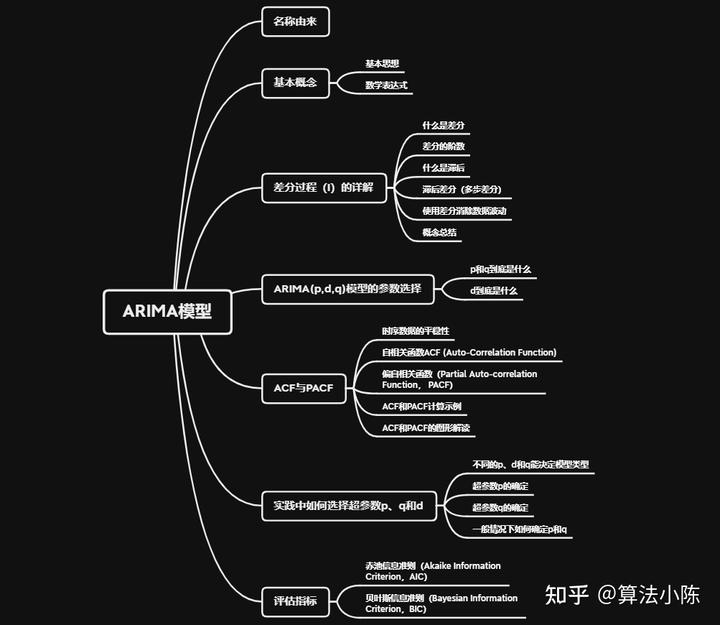 名称由来
基本概念
基本思想
数学表达式
差分过程（I）的详解
什么是差分
差分的阶数
什么是滞后
滞后差分（多步差分）
使用差分消除数据波动
概念总结
ARIMA模型
ARIMA(p,d,q)模型的参数选择
p和q到底是什么
d到底是什么
ACF与PACF
时序数据的平稳性
自相关函数ACF (Auto-Correlation Function)
偏自相关函数（Partial Auto-correlation
Function， PACF）
ACF和PACF计算示例
ACF和PACF的图形解读
实践中如何选择超参数p、q和d
不同的p、d和q能决定模型类型
超参数p的确定
超参数q的确定
一般情况下如何确定p和q
评估指标
赤池信息准则（Akaike Information
Criterion，AIC）
贝叶斯信息准则（Bayesian Information
Criterion，BIC）
知乎 @算法小陈